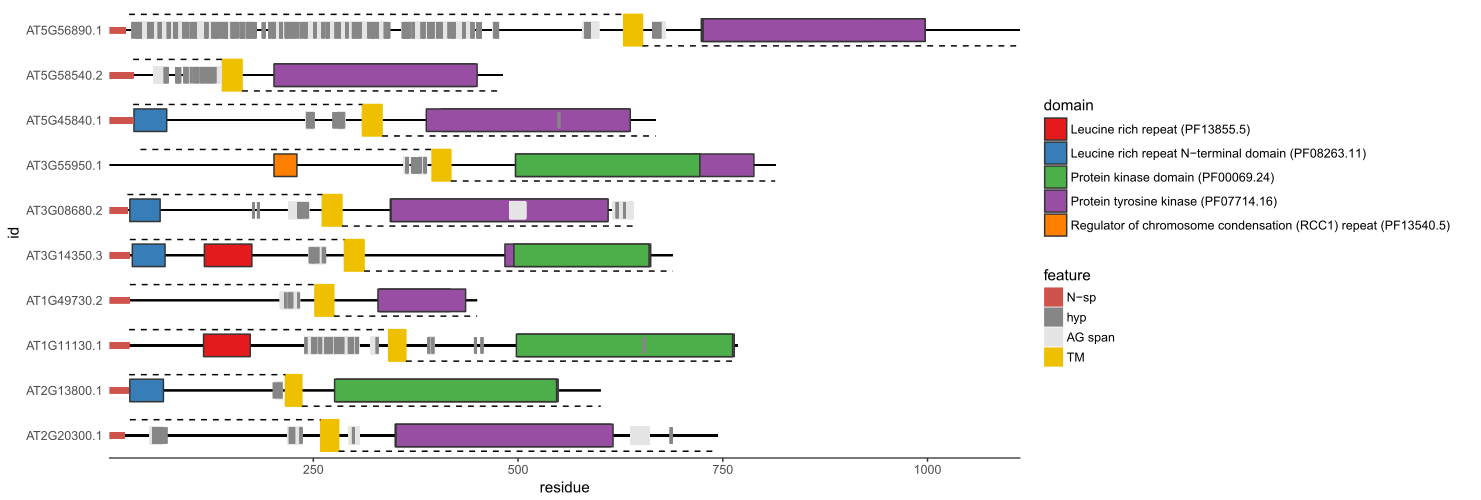 AT5G56890.1
AT5G58540.2
AT5G45840.1
AT3G55950.1
AT3G08680.2
AT3G14350.3
AT1G49730.2
AT1G11130.1
AT2G13800.1
AT2G20300.1
id
250 500 750 1000
residue
domain
Leucine rich repeat (PF13855.5)
Leucine rich repeat N−terminal domain (PF08263.11)
Protein kinase domain (PF00069.24)
Protein tyrosine kinase (PF07714.16)
Regulator of chromosome condensation (RCC1) repeat (PF13540.5)
feature
N−sp
hyp
AG span
TM